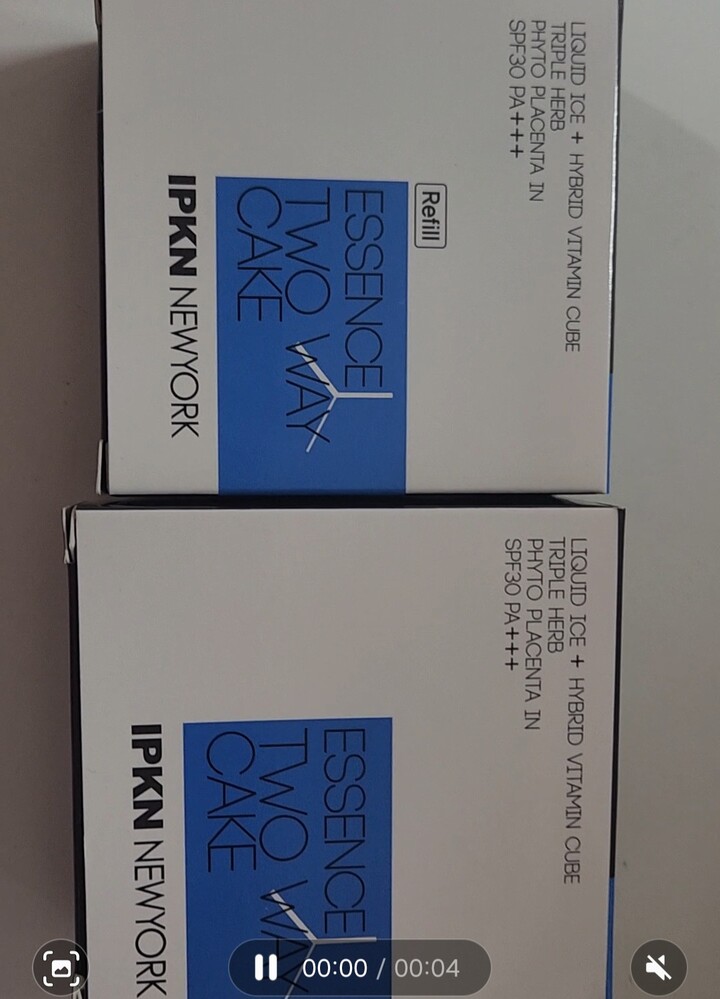 LIQUID ICE + HYBRID VITAMIN CUBE
TRIPLE HERB
PHYTO PLACENTA IN
SPF30 PA+++
Refill
ESSENCE
TWO WAY
CAKE
IPKN NEWYORK
LIQUID ICE + HYBRID VITAMIN CUBE
TRIPLE HERB
PHYTO PLACENTA IN
SPF30 PA+++
ESSENCE
TWO WAY
CAKE
IPKN NEWYORK
00:00 / 00:04